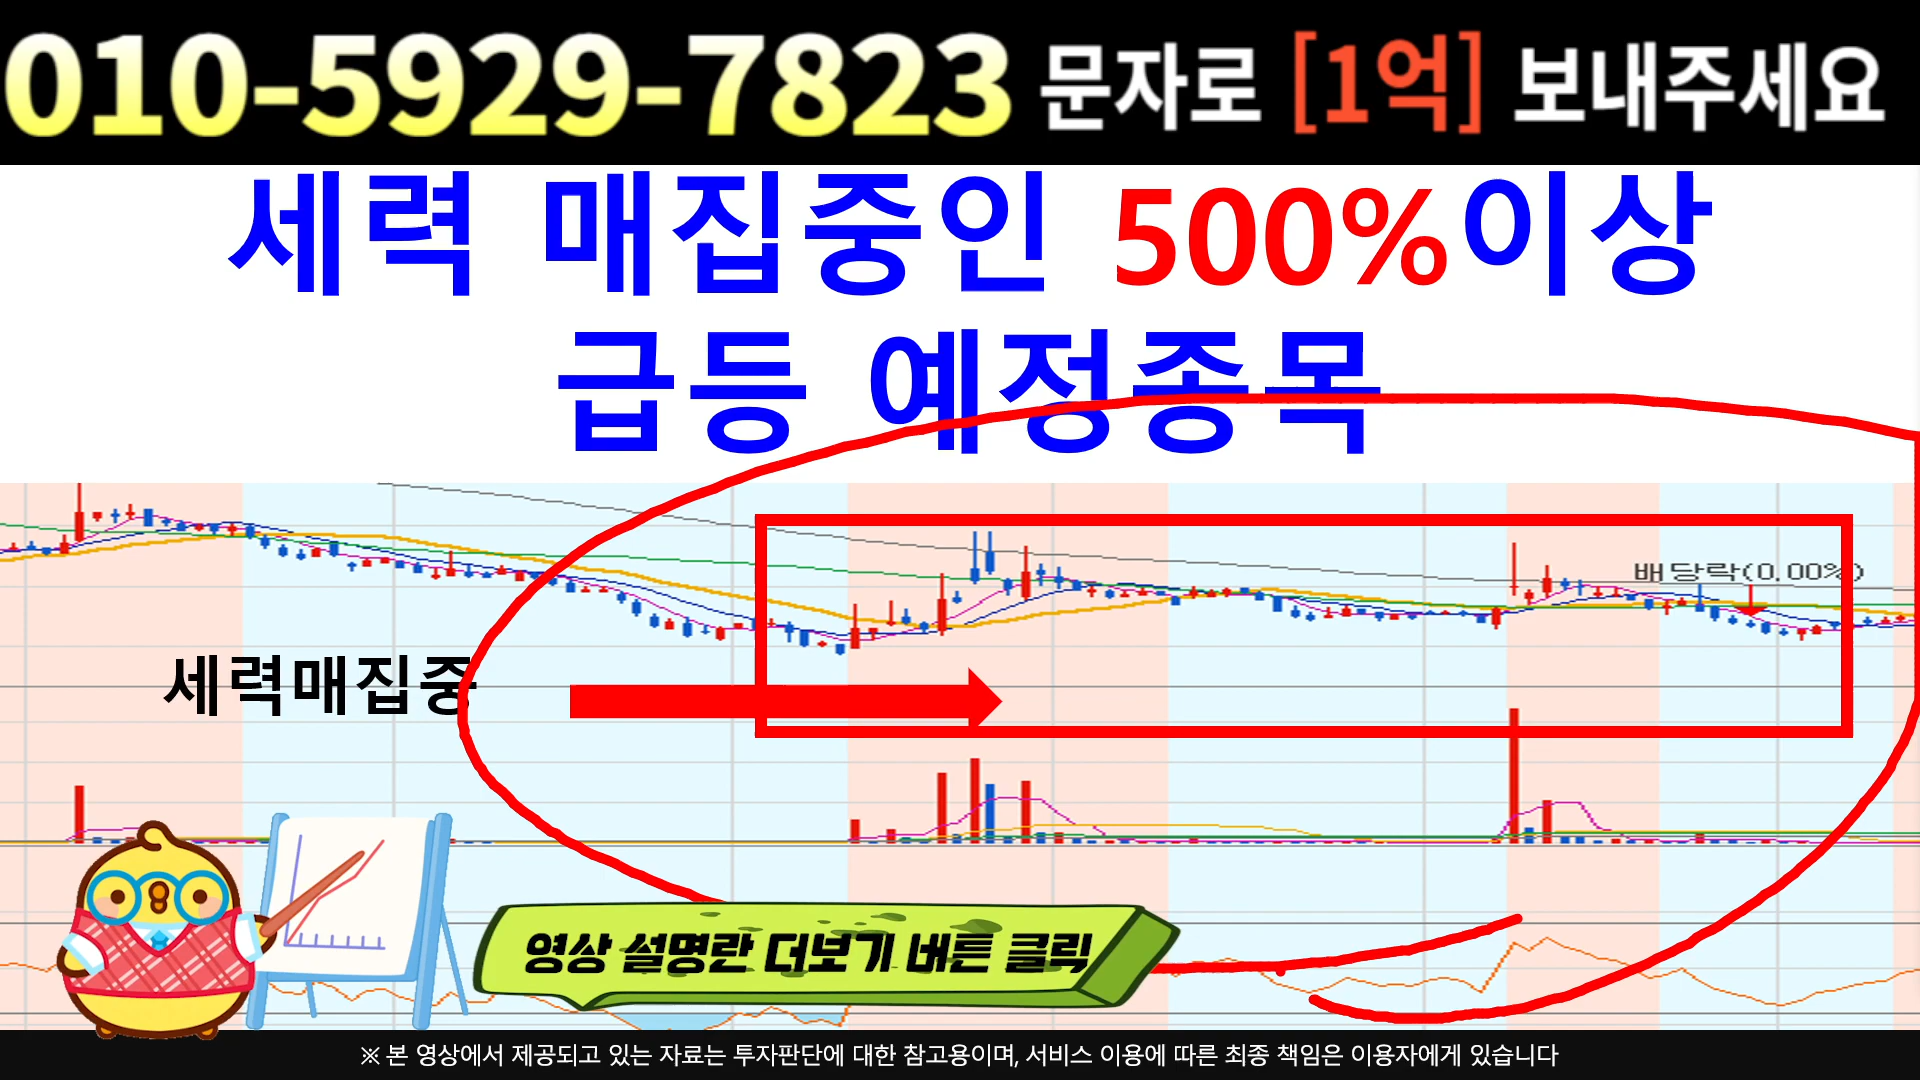 010-5929-7823 문자로 [1억] 보내주세요
세력 매집중인 500%이상
급등 예정종목
배당락(0.00%)
세력매집중
영상 설명란 더보기 버튼 클릭
※ 본 영상에서 제공되고 있는 자료는 투자판단에 대한 참고용이며, 서비스 이용에 따른 최종 책임은 이용자에게 있습니다